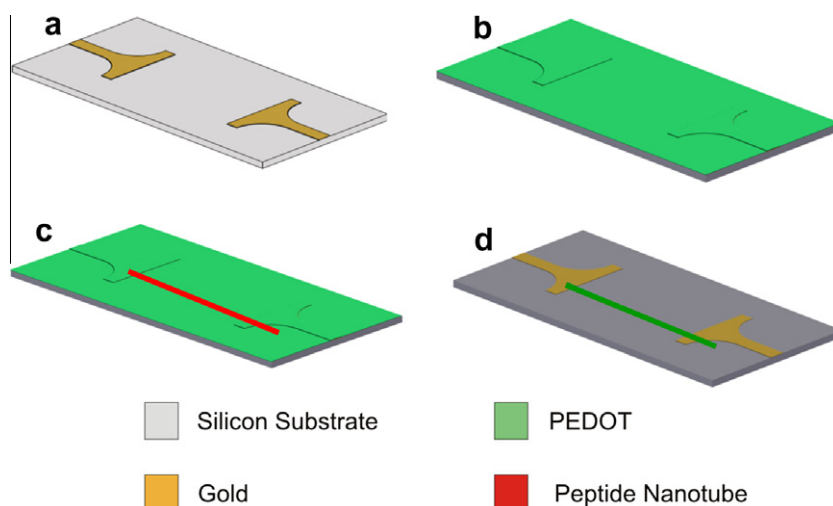 a
b
c
d
Silicon Substrate
PEDOT
Gold
Peptide Nanotube